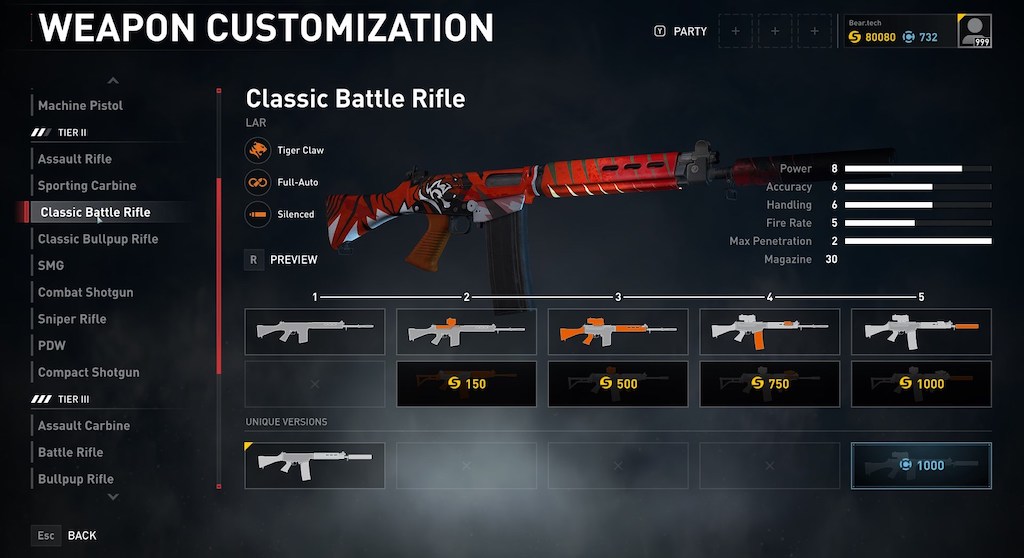 WEAPON CUSTOMIZATION
Y PARTY
Bear.tech
80080 732
999
Machine Pistol
TIER II
Assault Rifle
Sporting Carbine
Classic Battle Rifle
Classic Bullpup Rifle
SMG
Combat Shotgun
Sniper Rifle
PDW
Compact Shotgun
TIER III
Assault Carbine
Battle Rifle
Bullpup Rifle
Classic Battle Rifle
LAR
Tiger Claw
Full-Auto
Silenced
R PREVIEW
Power 8
Accuracy 6
Handling 6
Fire Rate 5
Max Penetration 2
Magazine 30
1 2 3 4 5
150 500 750 1000
UNIQUE VERSIONS
1000
Esc BACK